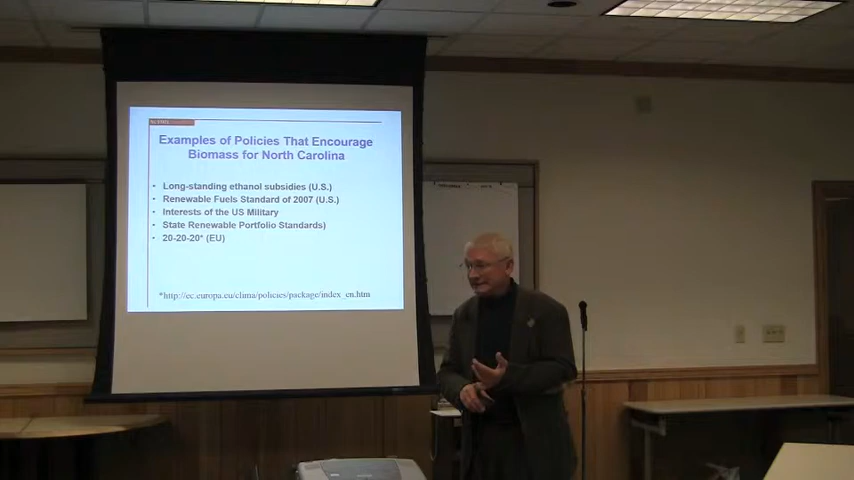 Examples of Policies That Encourage
Biomass for North Carolina
• Long-standing ethanol subsidies (U.S.)
• Renewable Fuels Standard of 2007 (U.S.)
• Interests of the US Military
• State Renewable Portfolio Standards)
• 20-20-20* (EU)
*http://ec.europa.eu/clima/policies/package/index_en.htm